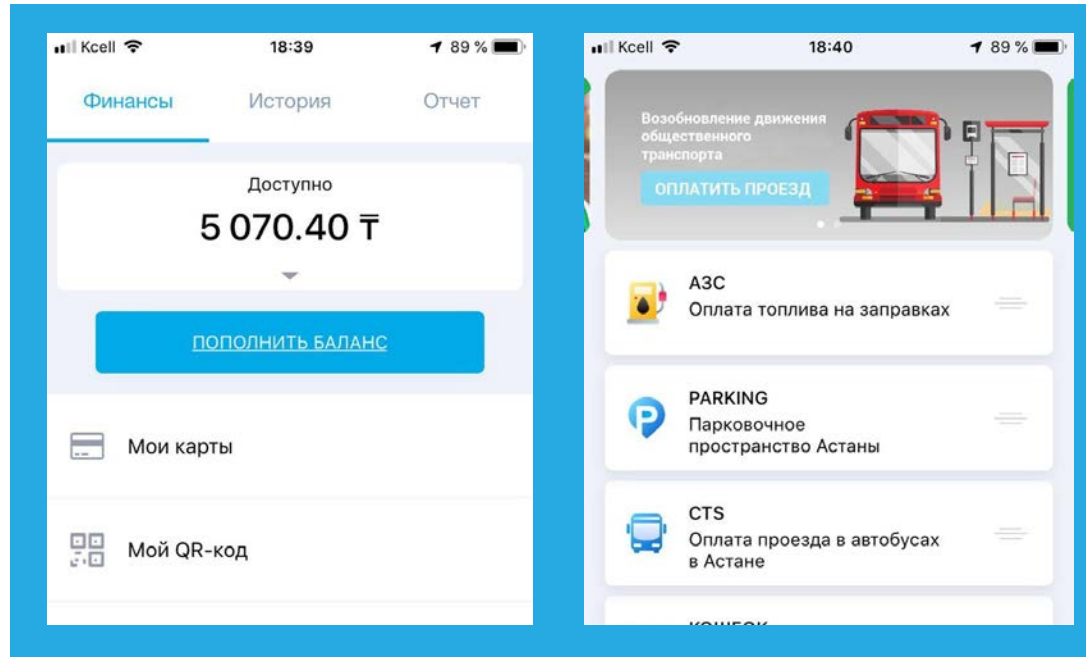 Kcell 18:39 89 %
Финансы История Отчет
Доступно
5 070.40 ₸
ПОПОЛНИТЬ БАЛАНС
Мои карты
Мой QR-код
Kcell 18:40 89 %
Возобновление движения
общественного
транспорта
ОПЛАТИТЬ ПРОЕЗД
АЗС
Оплата топлива на заправках
PARKING
Парковочное
пространство Астаны
CTS
Оплата проезда в автобусах
в Астане